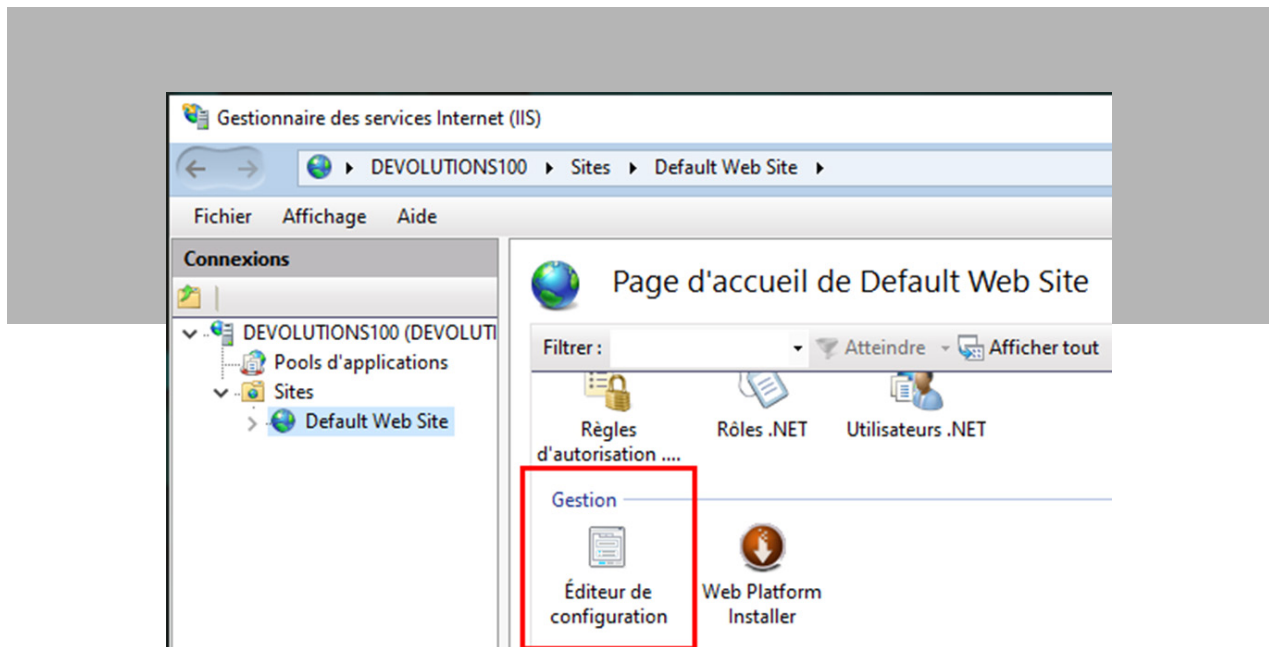 Gestionnaire des services Internet (IIS)
DEVOLUTIONS100 Sites Default Web Site
Fichier Affichage Aide
Connexions
DEVOLUTIONS100 (DEVOLUTI
Pools d'applications
Sites
Default Web Site
Page d'accueil de Default Web Site
Filtrer : Atteindre Afficher tout
Règles
d'autorisation ....
Rôles .NET
Utilisateurs .NET
Gestion
Éditeur de
configuration
Web Platform
Installer